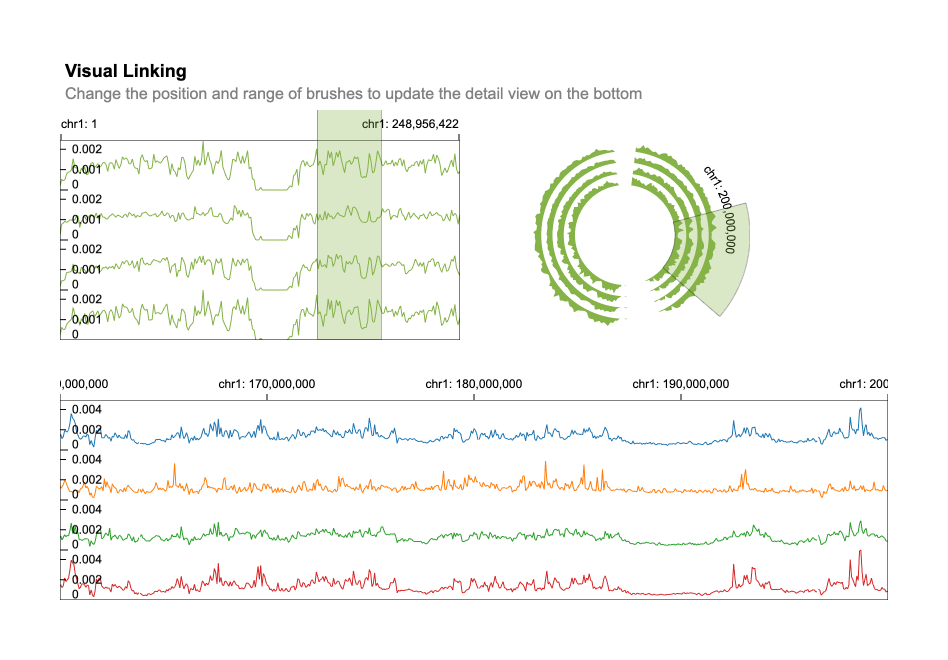 Visual Linking
Change the position and range of brushes to update the detail view on the bottom
chr1: 1
chr1: 248,956,422
0.002
0.001
0
0.002
0.001
0
0.002
0.001
0
0.002
0.001
0
chr1: 200,000,000
0,000,000
chr1: 170,000,000
chr1: 180,000,000
chr1: 190,000,000
chr1: 200
0.004
0.002
0
0.004
0.002
0
0.004
0.002
0
0.004
0.002
0